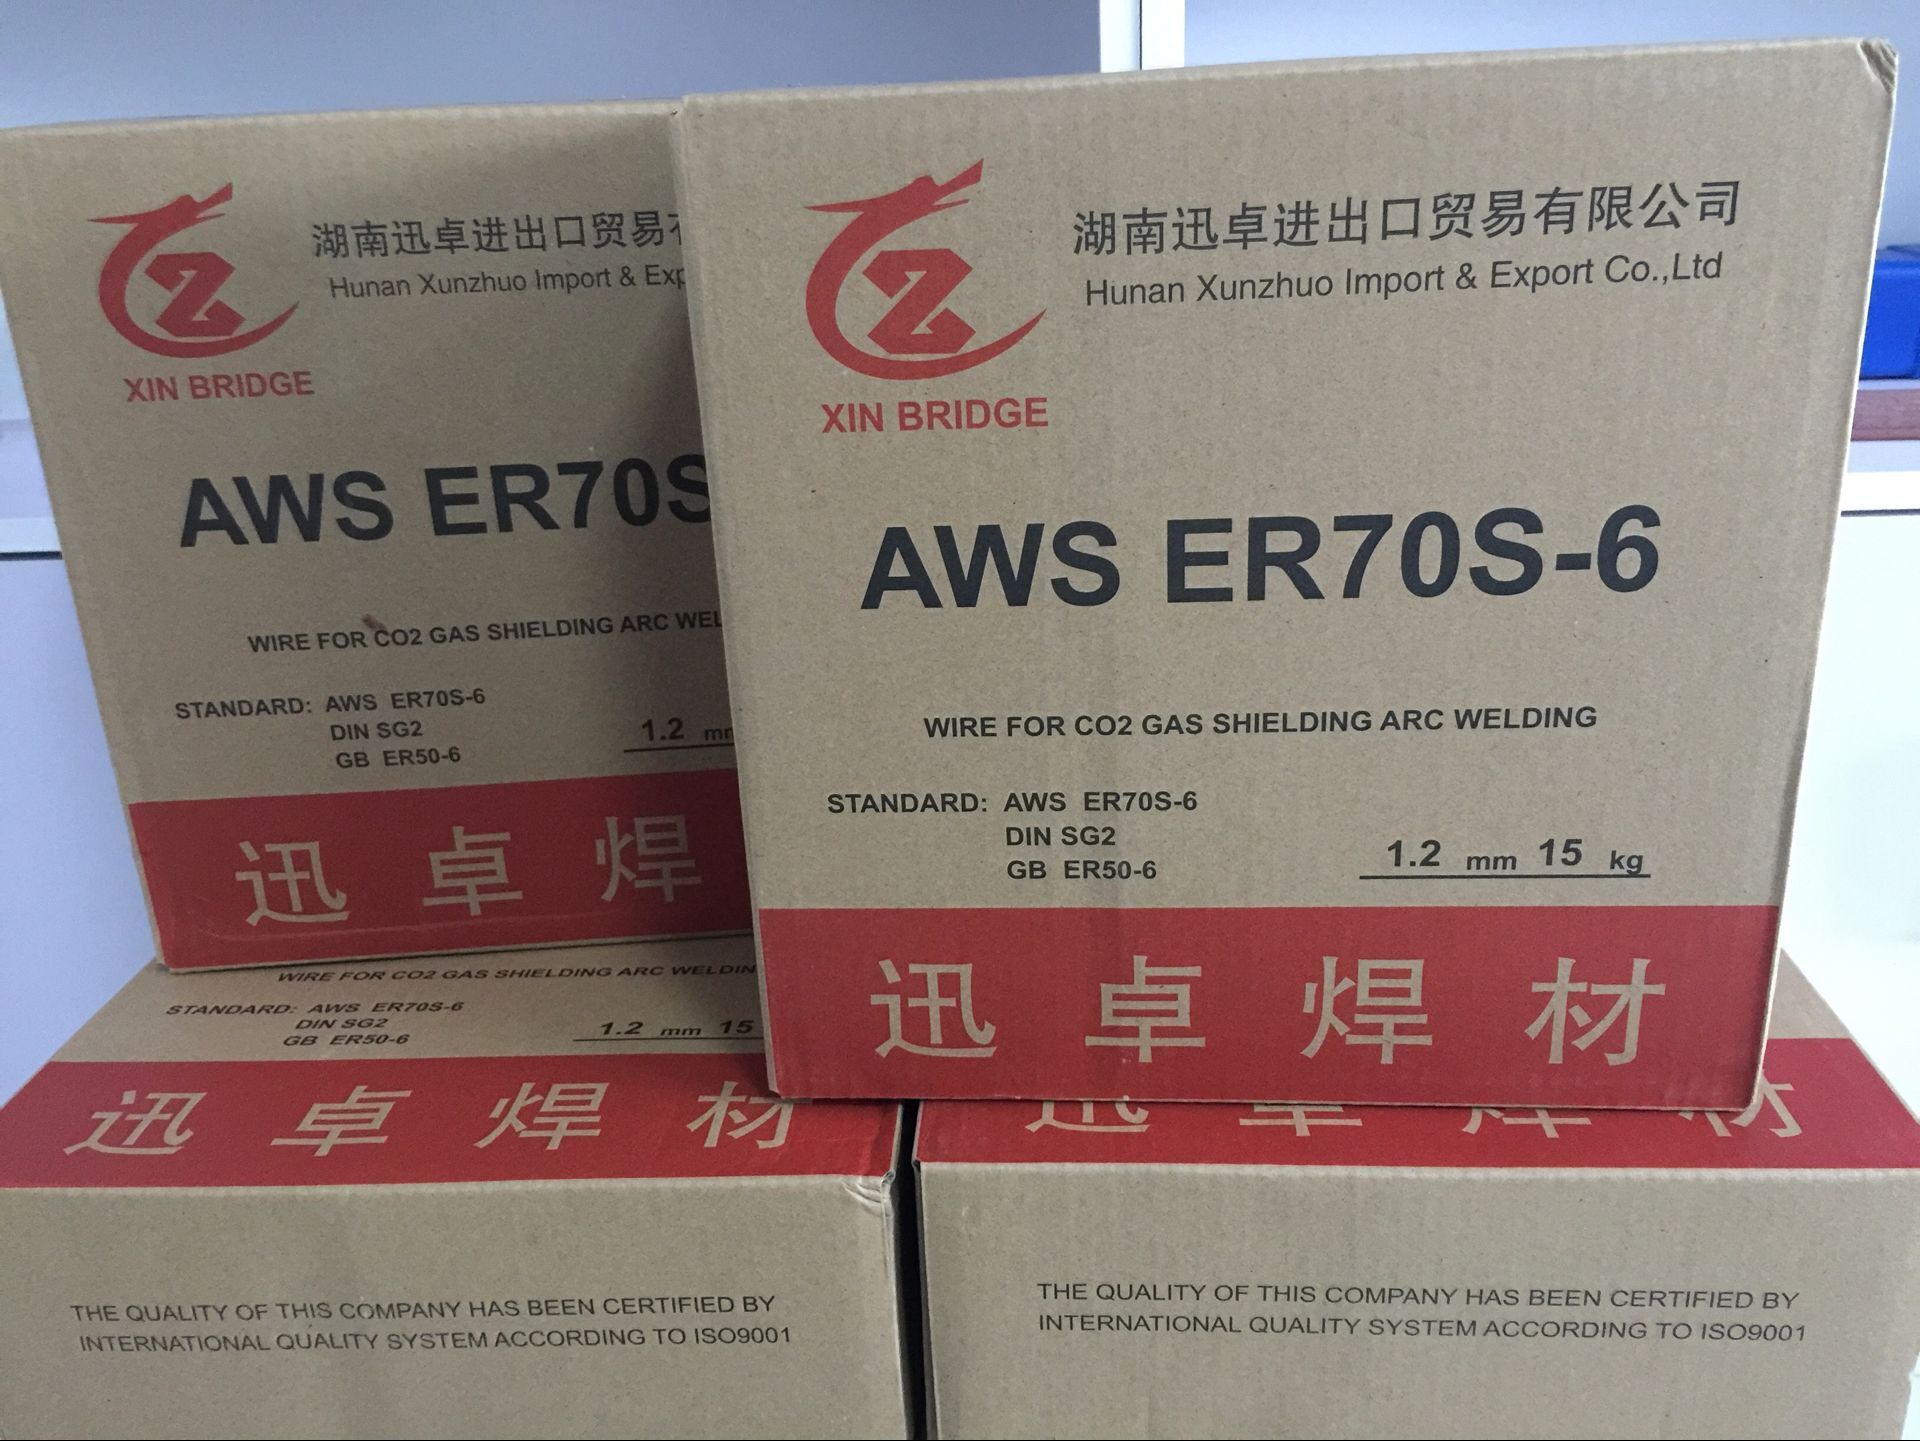 湖南迅卓进出口贸易
Hunan Xunzhuo Import &
XIN BRIDGE
AWS ER70S
WIRE FOR CO2 GAS SHIELDING ARC
STANDARD: AWS ER70S-6
DIN SG2
GB ER50-6
1.2
迅卓焊
湖南迅卓进出口贸易有限公司
Hunan Xunzhuo Import & Export Co.,Ltd
XIN BRIDGE
AWS ER70S-6
WIRE FOR CO2 GAS SHIELDING ARC WELDING
STANDARD: AWS ER70S-6
DIN SG2
GB ER50-6
1.2 mm 15 kg
迅卓焊材
WIRE FOR CO2 GAS SHIELDING ARC
STANDARD: AWS ER70S-6
DIN SG2
GB ER50-6
1.2 mm 15
迅卓焊材
THE QUALITY OF THIS COMPANY HAS BEEN CERTIFIED BY
INTERNATIONAL QUALITY SYSTEM ACCORDING TO ISO9001
THE QUALITY OF THIS COMPANY HAS BEEN CERTIFIED BY
INTERNATIONAL QUALITY SYSTEM ACCORDING TO ISO9001